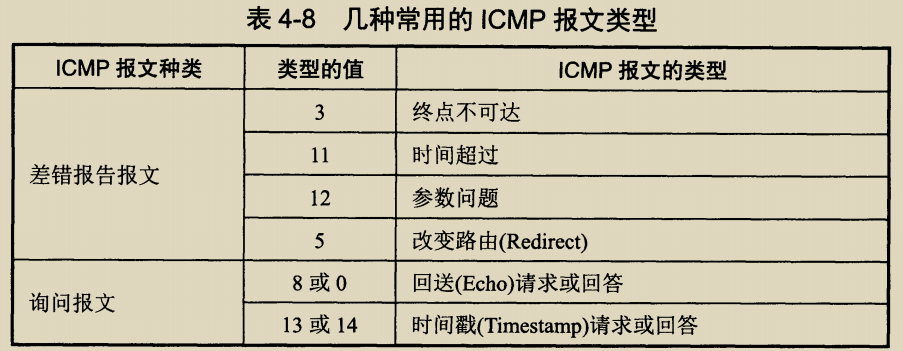 表 4-8 几种常用的 ICMP 报文类型
ICMP 报文种类 类型的值 ICMP 报文的类型
差错报告报文
3 终点不可达
11 时间超过
12 参数问题
5 改变路由(Redirect)
询问报文
8 或 0 回送(Echo)请求或回答
13 或 14 时间戳(Timestamp)请求或回答